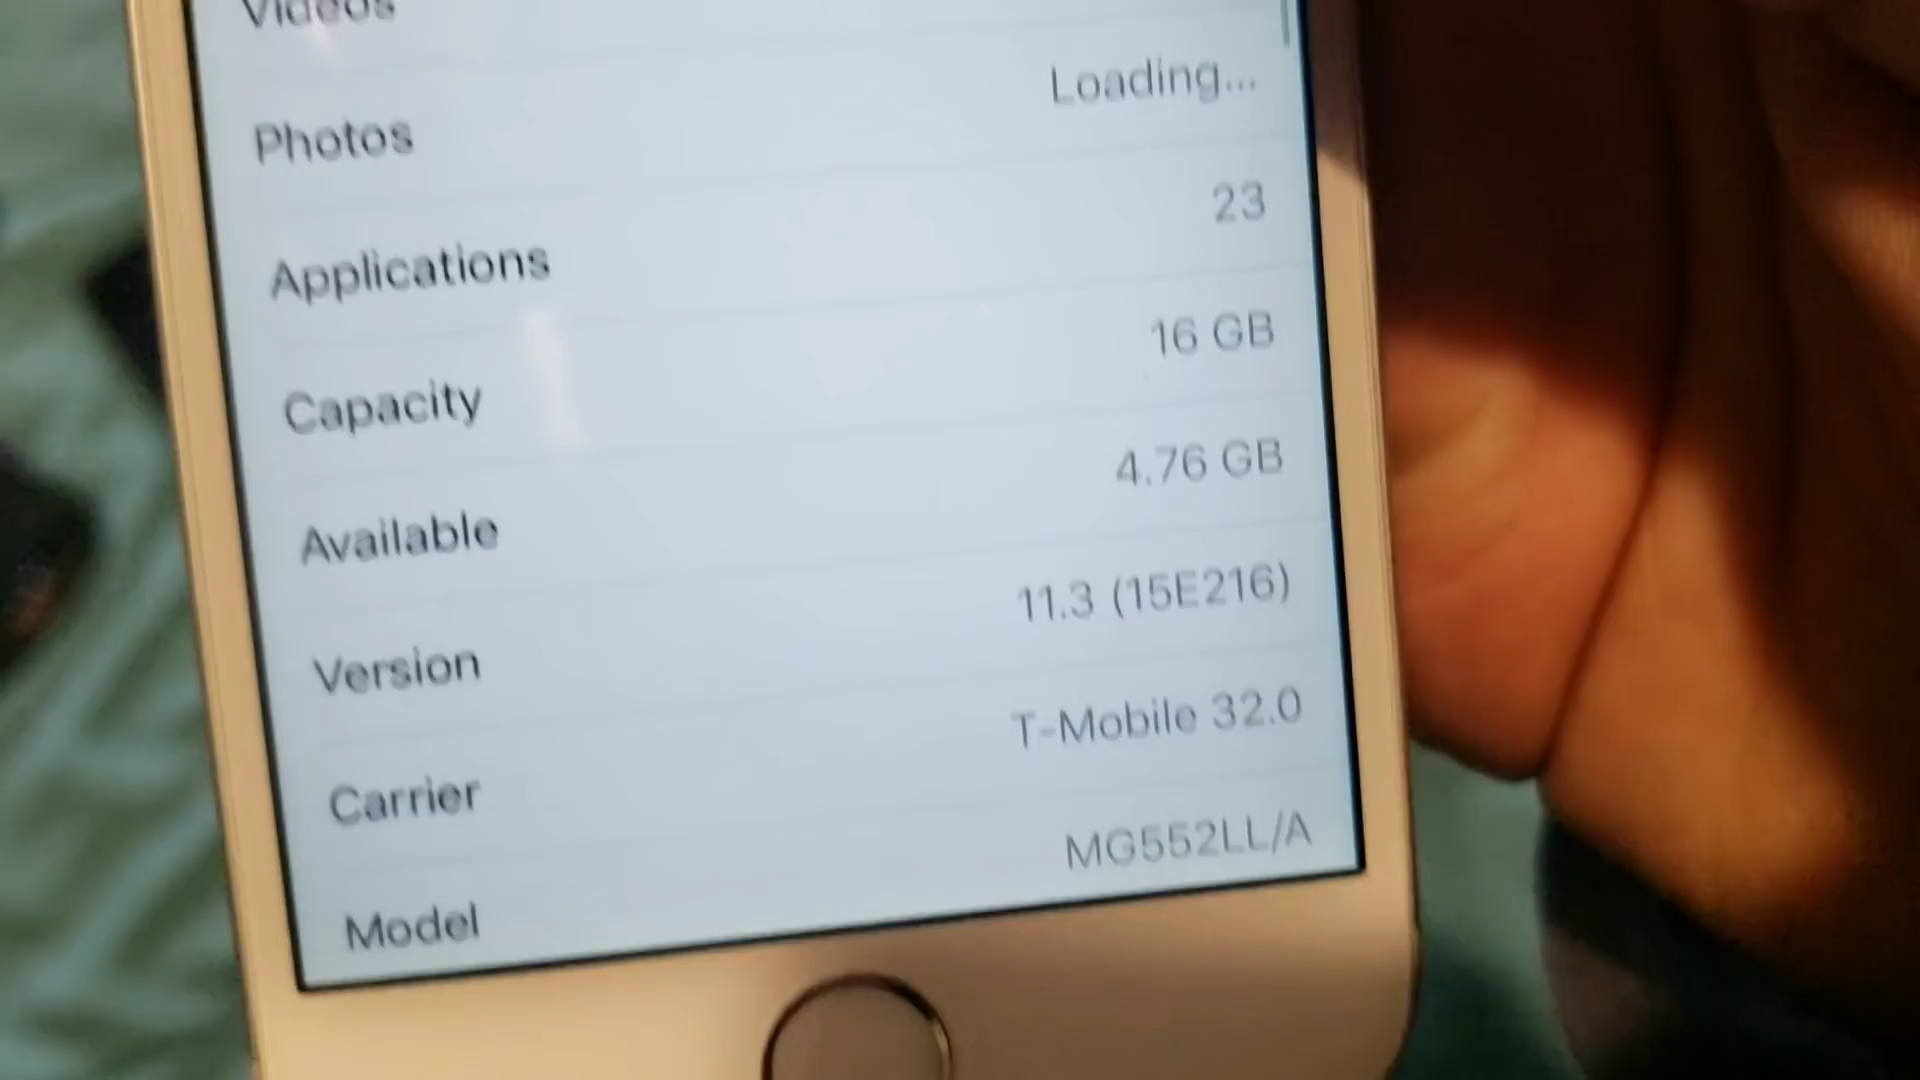 Videos
Photos Loading...
Applications 23
Capacity 16 GB
Available 4.76 GB
Version 11.3 (15E216)
Carrier T-Mobile 32.0
Model MG552LL/A